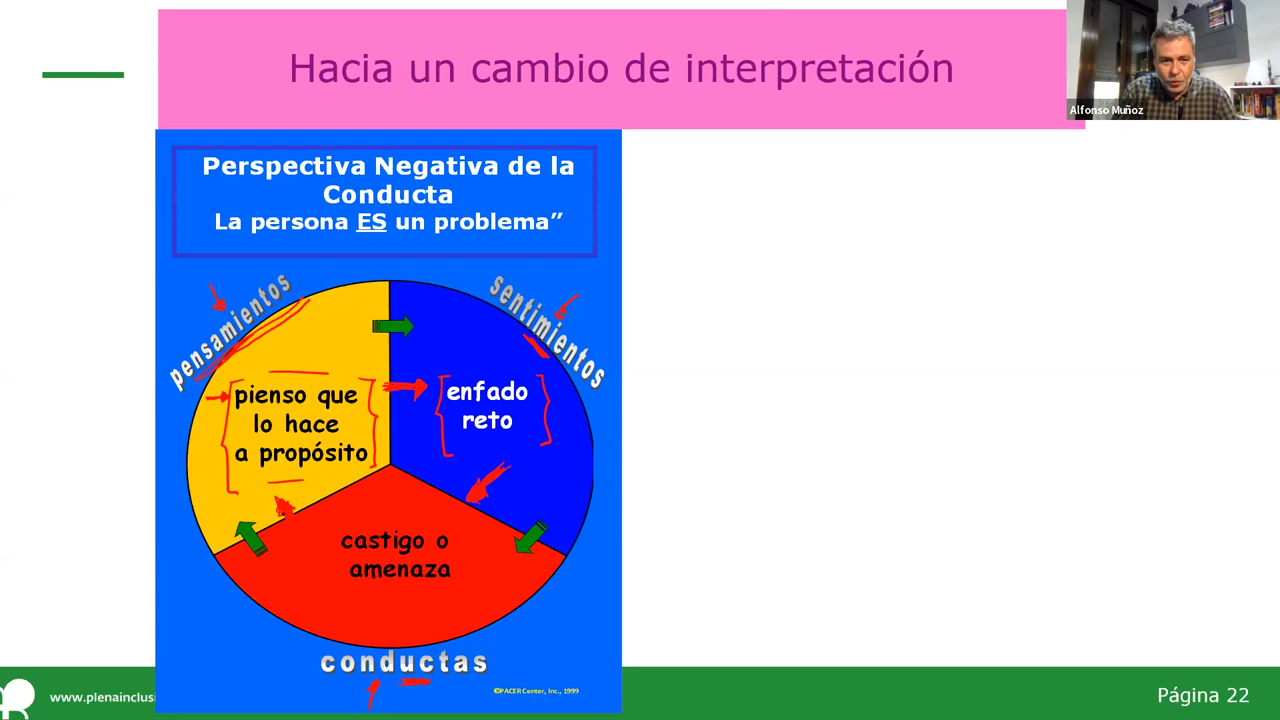 Hacia un cambio de interpretación
Alfonso Muñoz
Perspectiva Negativa de la
Conducta
La persona ES un problema”
pensamientos
sentimientos
pienso que
lo hace
a propósito
enfado
reto
castigo o
amenaza
conductas
©PACER Center, Inc., 1999
www.plenainclusi
Página 22